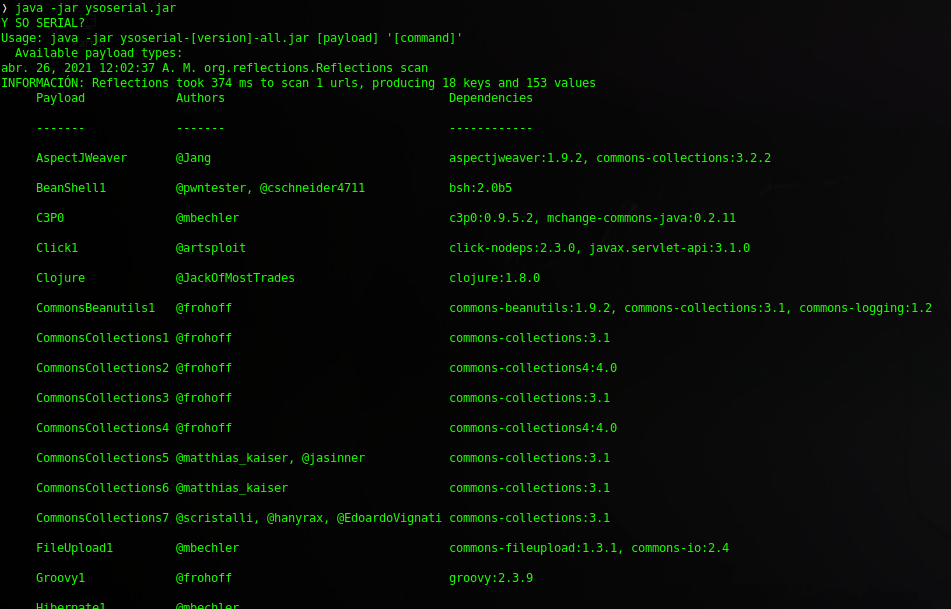 ❯ java -jar ysoserial.jar
Y SO SERIAL?
Usage: java -jar ysoserial-[version]-all.jar [payload] '[command]'
  Available payload types:
abr. 26, 2021 12:02:37 A. M. org.reflections.Reflections scan
INFORMACIÓN: Reflections took 374 ms to scan 1 urls, producing 18 keys and 153 values
     Payload             Authors                                Dependencies
     -------             -------                                ------------
     AspectJWeaver       @Jang                                  aspectjweaver:1.9.2, commons-collections:3.2.2
     BeanShell1          @pwntester, @cschneider4711            bsh:2.0b5
     C3P0                @mbechler                              c3p0:0.9.5.2, mchange-commons-java:0.2.11
     Click1              @artsploit                             click-nodeps:2.3.0, javax.servlet-api:3.1.0
     Clojure             @JackOfMostTrades                      clojure:1.8.0
     CommonsBeanutils1   @frohoff                               commons-beanutils:1.9.2, commons-collections:3.1, commons-logging:1.2
     CommonsCollections1 @frohoff                               commons-collections:3.1
     CommonsCollections2 @frohoff                               commons-collections4:4.0
     CommonsCollections3 @frohoff                               commons-collections:3.1
     CommonsCollections4 @frohoff                               commons-collections4:4.0
     CommonsCollections5 @matthias_kaiser, @jasinner            commons-collections:3.1
     CommonsCollections6 @matthias_kaiser                       commons-collections:3.1
     CommonsCollections7 @scristalli, @hanyrax, @EdoardoVignati commons-collections:3.1
     FileUpload1         @mbechler                              commons-fileupload:1.3.1, commons-io:2.4
     Groovy1             @frohoff                               groovy:2.3.9
     Hibernate1          @mbechler